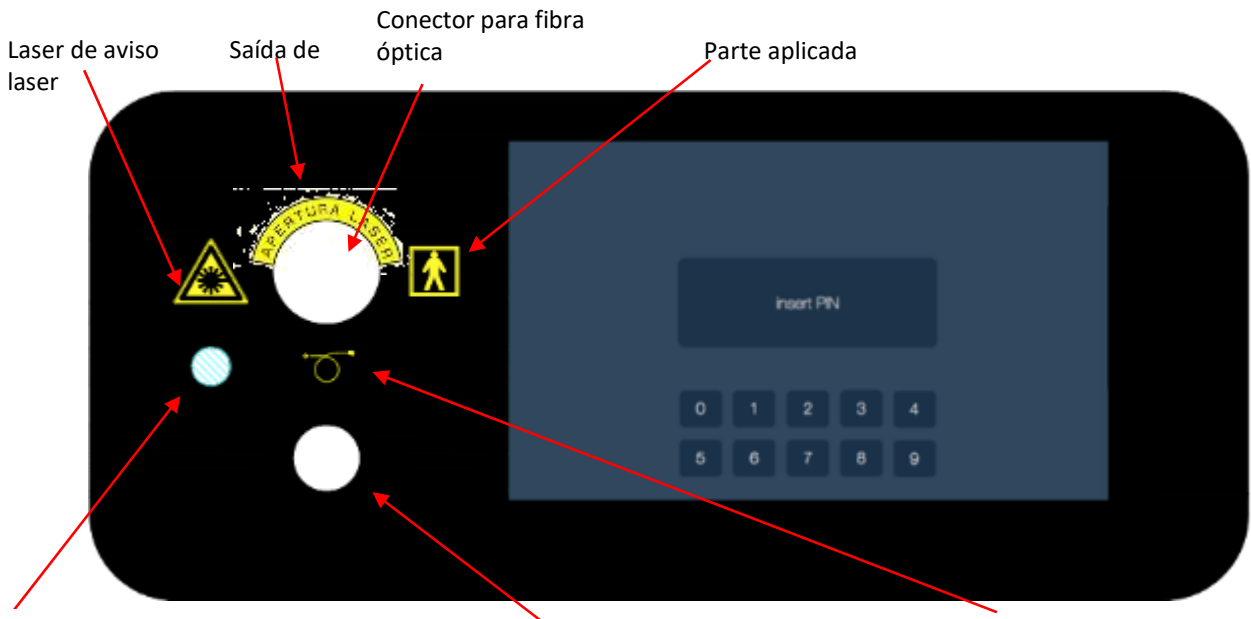 Conector para fibra
óptica
Laser de aviso
laser
Saída de
Parte aplicada
APERTURA LASER
insert PIN
0 1 2 3 4
5 6 7 8 9